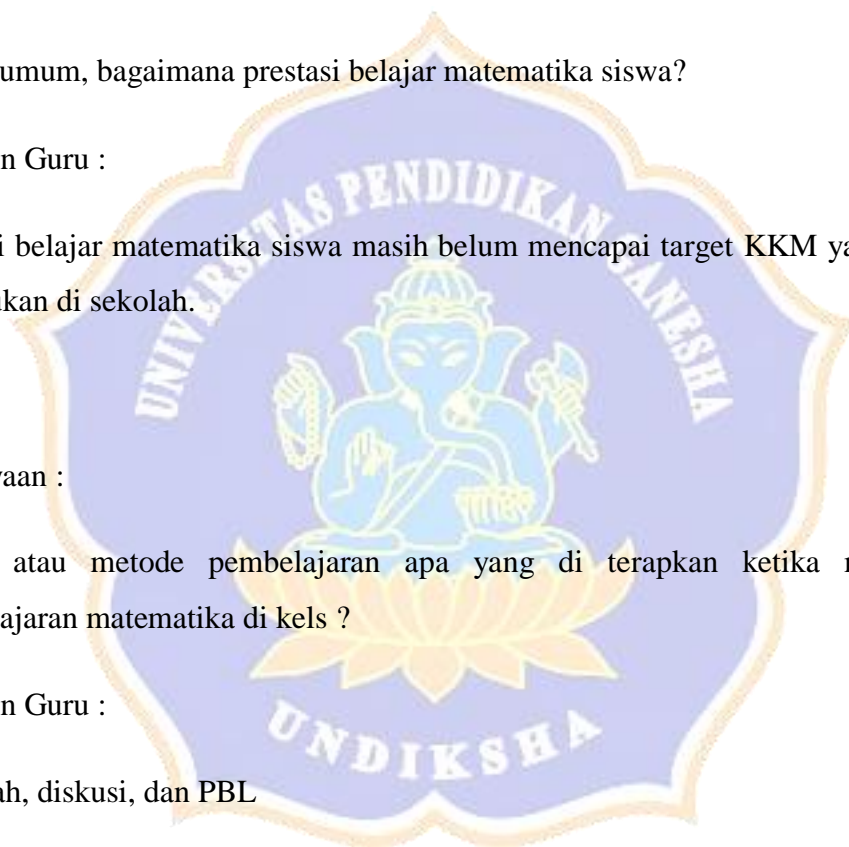 umum, bagaimana prestasi belajar matematika siswa?
n Guru :
i belajar matematika siswa masih belum mencapai target KKM ya
ukan di sekolah.
UNIVERSITAS PENDIDIKAN GANESHA
yaan :
atau metode pembelajaran apa yang di terapkan ketika
ajaran matematika di kels ?
n Guru :
UNDIKSHA
ah, diskusi, dan PBL